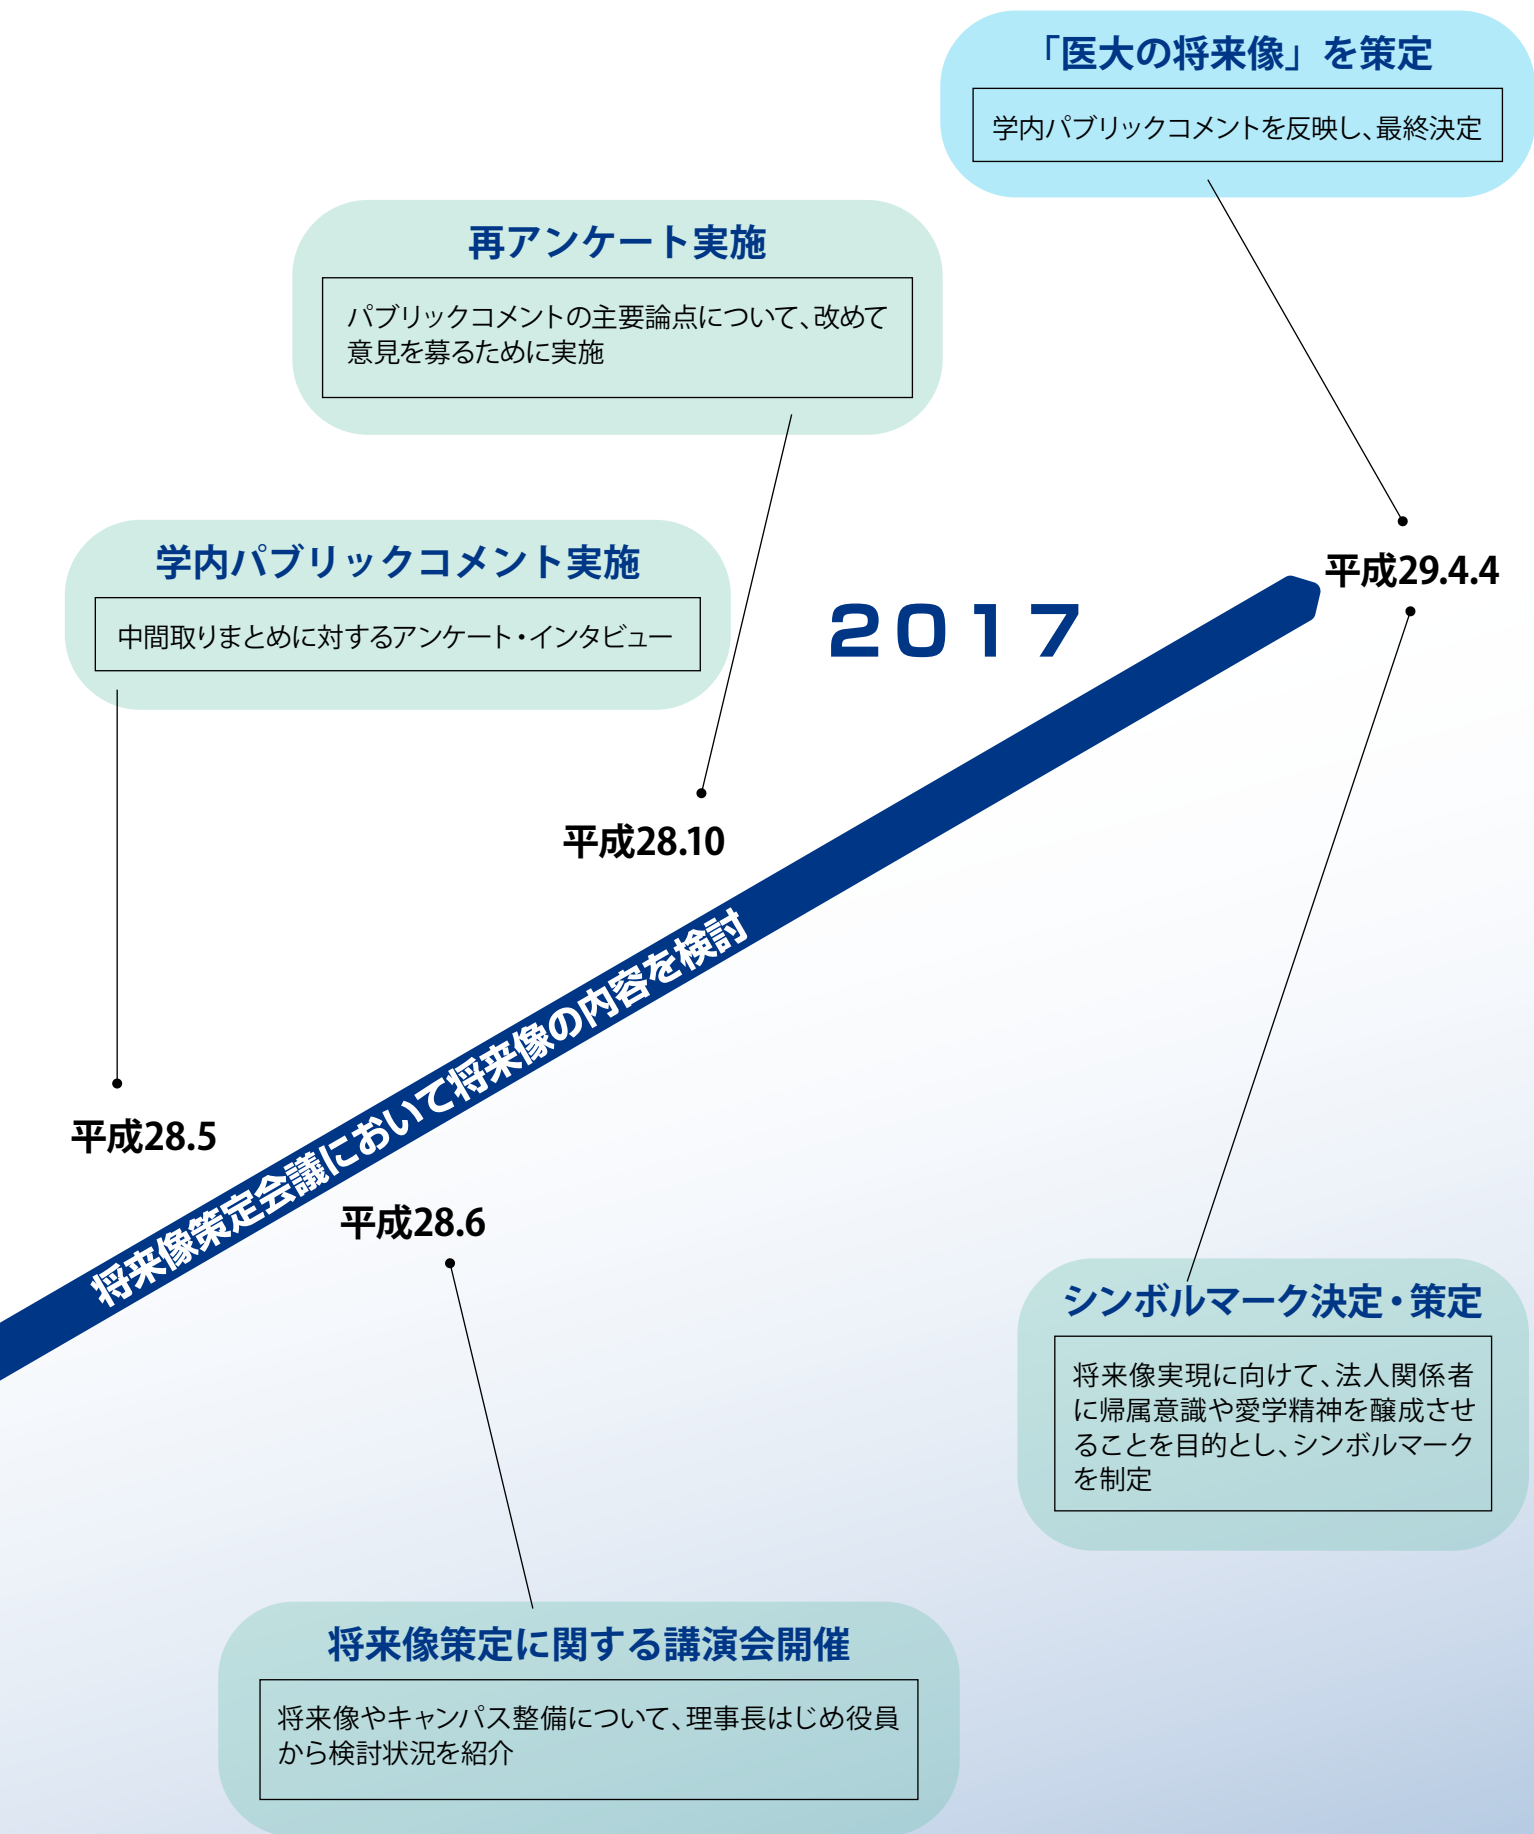 「医大の将来像」を策定
学内パブリックコメントを反映し、最終決定
再アンケート実施
パブリックコメントの主要論点について、改めて
意見を募るために実施
学内パブリックコメント実施
中間取りまとめに対するアンケート・インタビュー
平成29.4.4
２０１７
平成28.10
将来像策定会議において将来像の内容を検討
平成28.5
平成28.6
シンボルマーク決定・策定
将来像実現に向けて、法人関係者
に帰属意識や愛学精神を醸成させ
ることを目的とし、シンボルマーク
を制定
将来像策定に関する講演会開催
将来像やキャンパス整備について、理事長はじめ役員
から検討状況を紹介